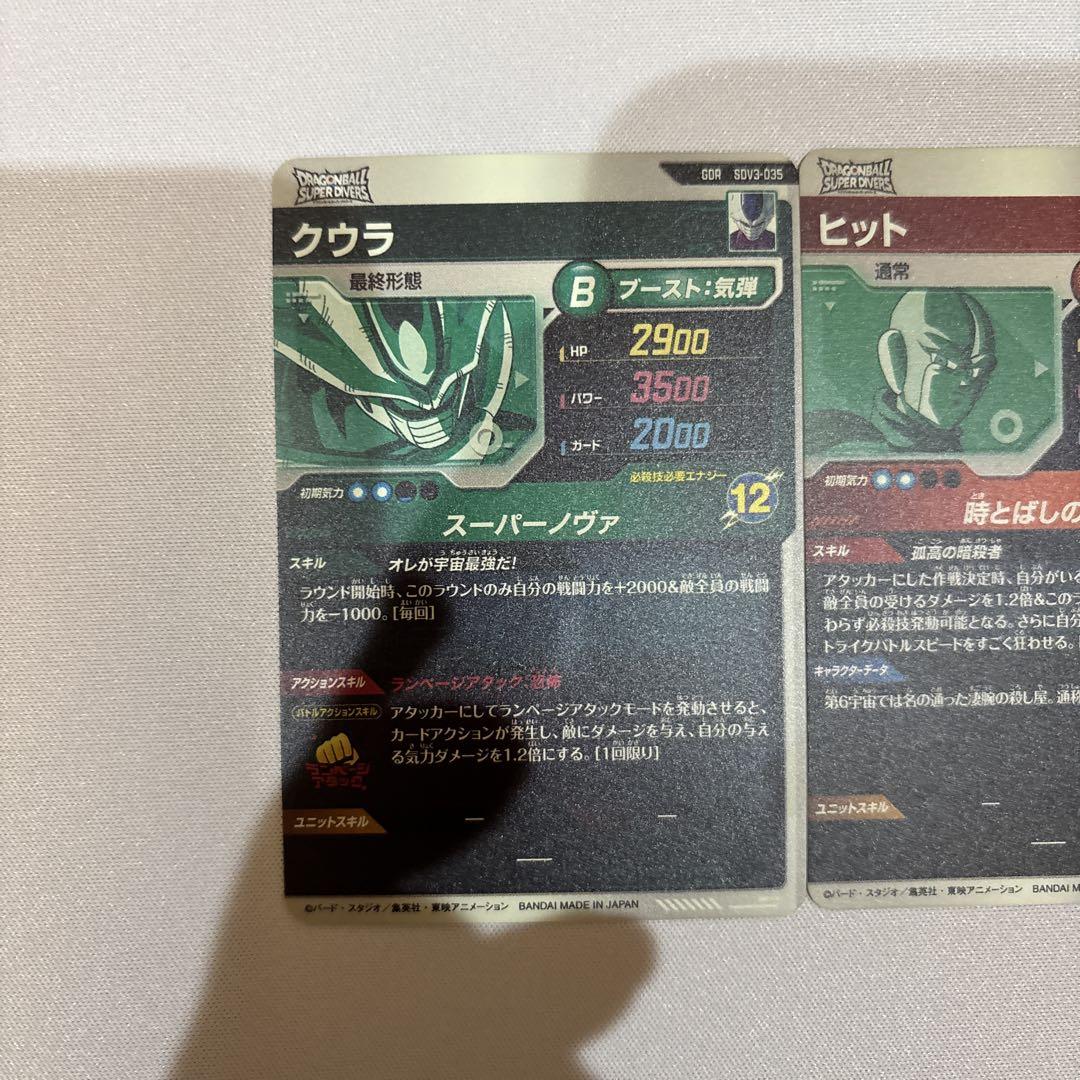 DRAGONBALL
SUPER DIVERS
GDR SDV3-035
クウラ
最終形態
B ブースト:気弾
HP 2900
パワー 3500
ガード 2000
初期気力
必殺技必要エナジー
12
スーパーノヴァ
スキル オレが宇宙最強だ!
ラウンド開始時、このラウンドのみ自分の戦闘力を+2000&敵全員の戦闘
力を-1000。[毎回]
アクションスキル ランページアタック 恐怖
バトルアクションスキル
ランページ
アタック
アタッカーにしてランページアタックモードを発動させると、
カードアクションが発生し、敵にダメージを与え、自分の与え
る気力ダメージを1.2倍にする。[1回限り]
ユニットスキル ― ―
―
©バード・スタジオ/集英社・東映アニメーション BANDAI MADE IN JAPAN
DRAGONBALL
SUPER DIVERS
ヒット
通常
初期気力
時とばしの
スキル 孤高の暗殺者
アタッカーにした作戦決定時、自分がいる
敵全員の受けるダメージを1.2倍&このラ
わらず必殺技発動可能となる。さらに自分
トライクバトルスピードをすごく狂わせる。
キャラクターデータ
第6宇宙では名の通った凄腕の殺し屋。通称
ユニットスキル ―
―
©バード・スタジオ/集英社・東映アニメーション BANDAI M